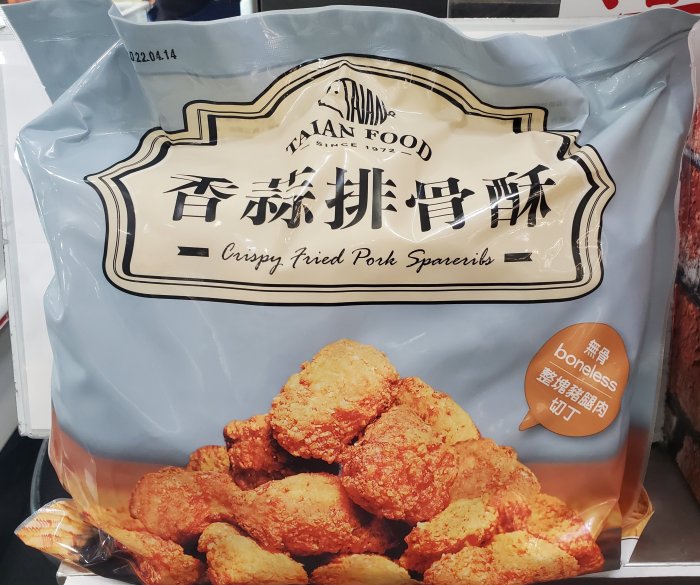 022.04.14
TAIAN
TAIAN FOOD
SINCE 1972
香蒜排骨酥
Crispy Fried Pork Spareribs
無骨
boneless
整塊豬腿肉
切丁